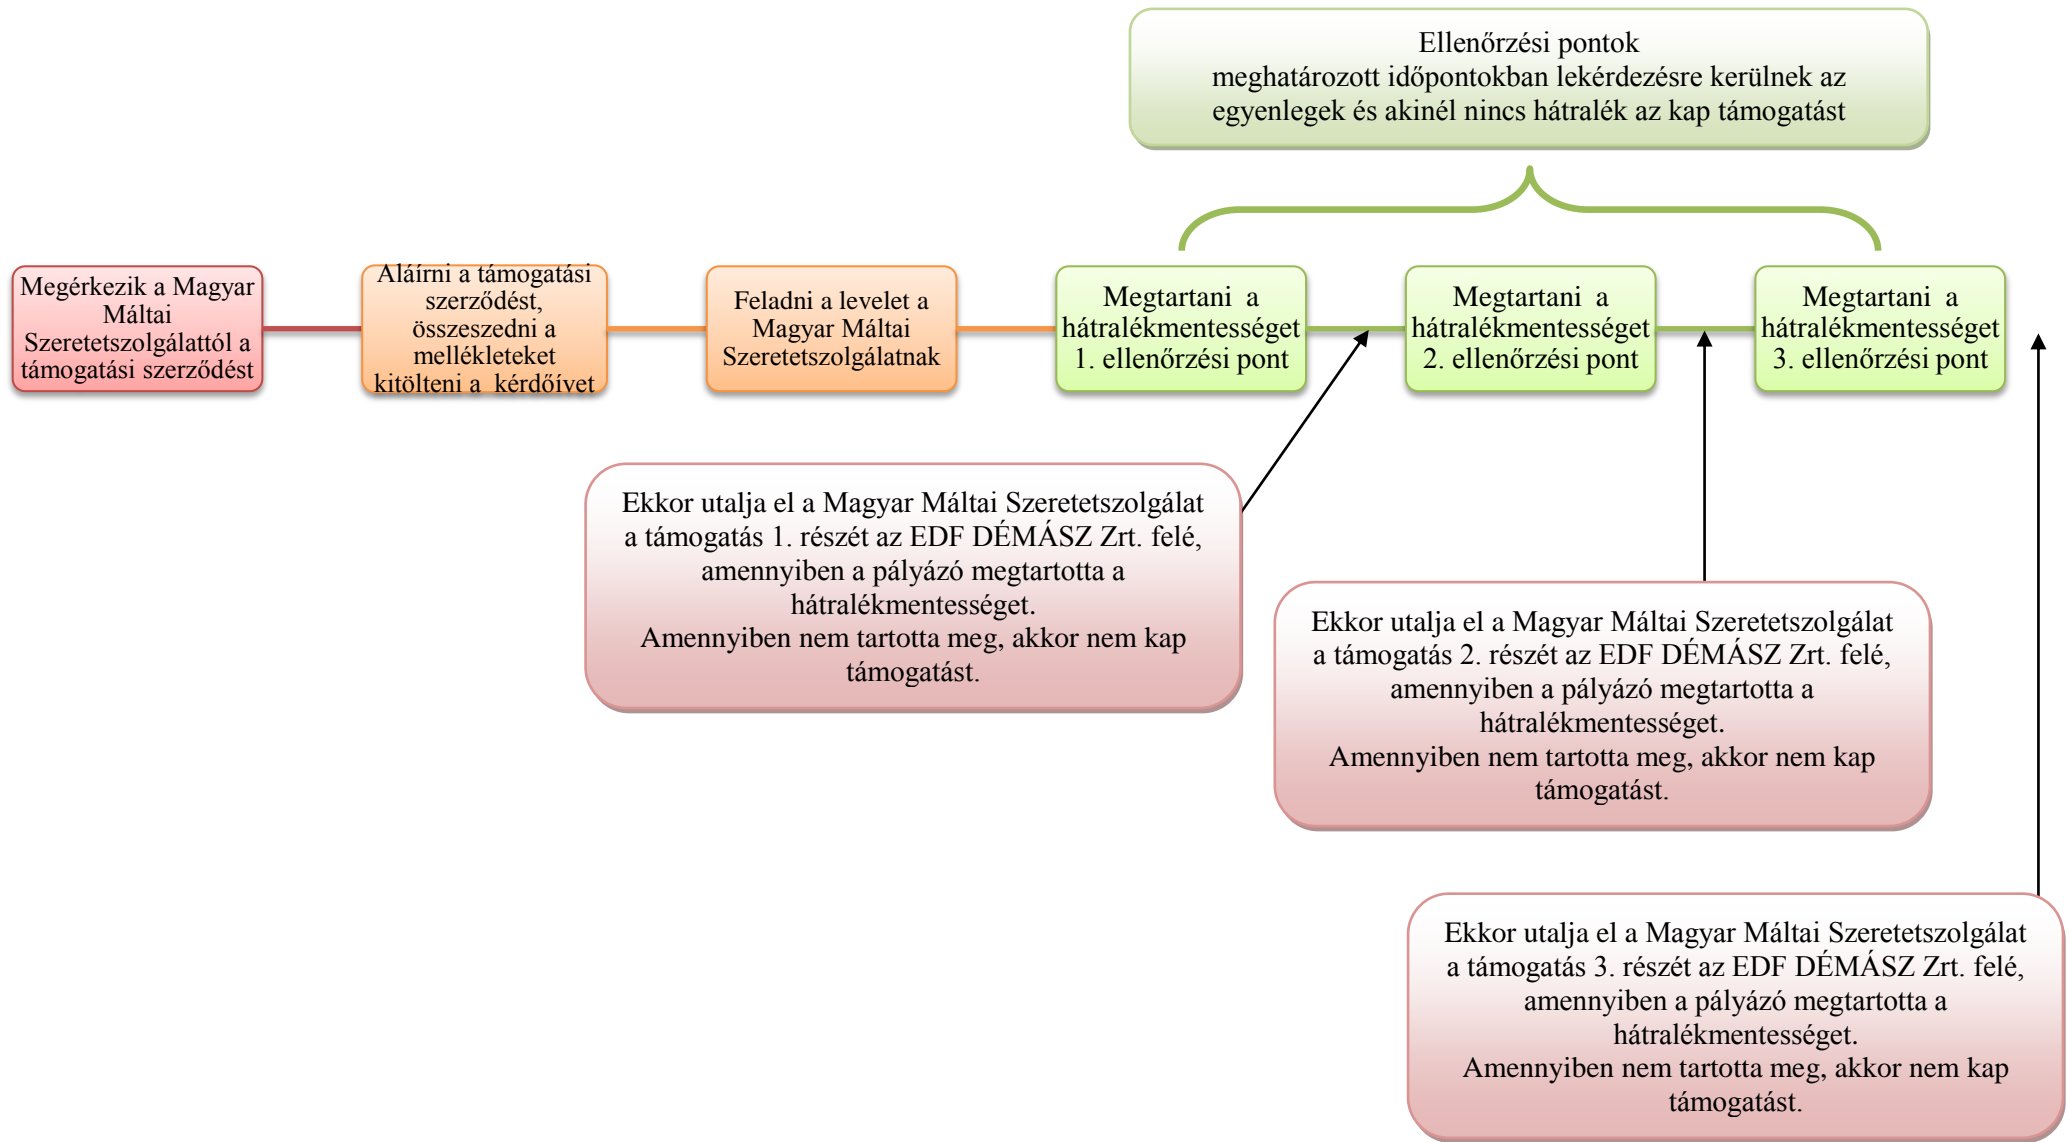 Ellenőrzési pontok
meghatározott időpontokban lekérdezésre kerülnek az
egyenlegek és akinél nincs hátralék az kap támogatást
Megérkezik a Magyar
Máltai
Szeretetszolgálattól a
támogatási szerződést
Aláírni a támogatási
szerződést,
összeszedni a
mellékleteket
kitölteni a kérdőívet
Feladni a levelet a
Magyar Máltai
Szeretetszolgálatnak
Megtartani a
hátralékmentességet
1. ellenőrzési pont
Megtartani a
hátralékmentességet
2. ellenőrzési pont
Megtartani a
hátralékmentességet
3. ellenőrzési pont
Ekkor utalja el a Magyar Máltai Szeretetszolgálat
a támogatás 1. részét az EDF DÉMÁSZ Zrt. felé,
amennyiben a pályázó megtartotta a
hátralékmentességet.
Amennyiben nem tartotta meg, akkor nem kap
támogatást.
Ekkor utalja el a Magyar Máltai Szeretetszolgálat
a támogatás 2. részét az EDF DÉMÁSZ Zrt. felé,
amennyiben a pályázó megtartotta a
hátralékmentességet.
Amennyiben nem tartotta meg, akkor nem kap
támogatást.
Ekkor utalja el a Magyar Máltai Szeretetszolgálat
a támogatás 3. részét az EDF DÉMÁSZ Zrt. felé,
amennyiben a pályázó megtartotta a
hátralékmentességet.
Amennyiben nem tartotta meg, akkor nem kap
támogatást.